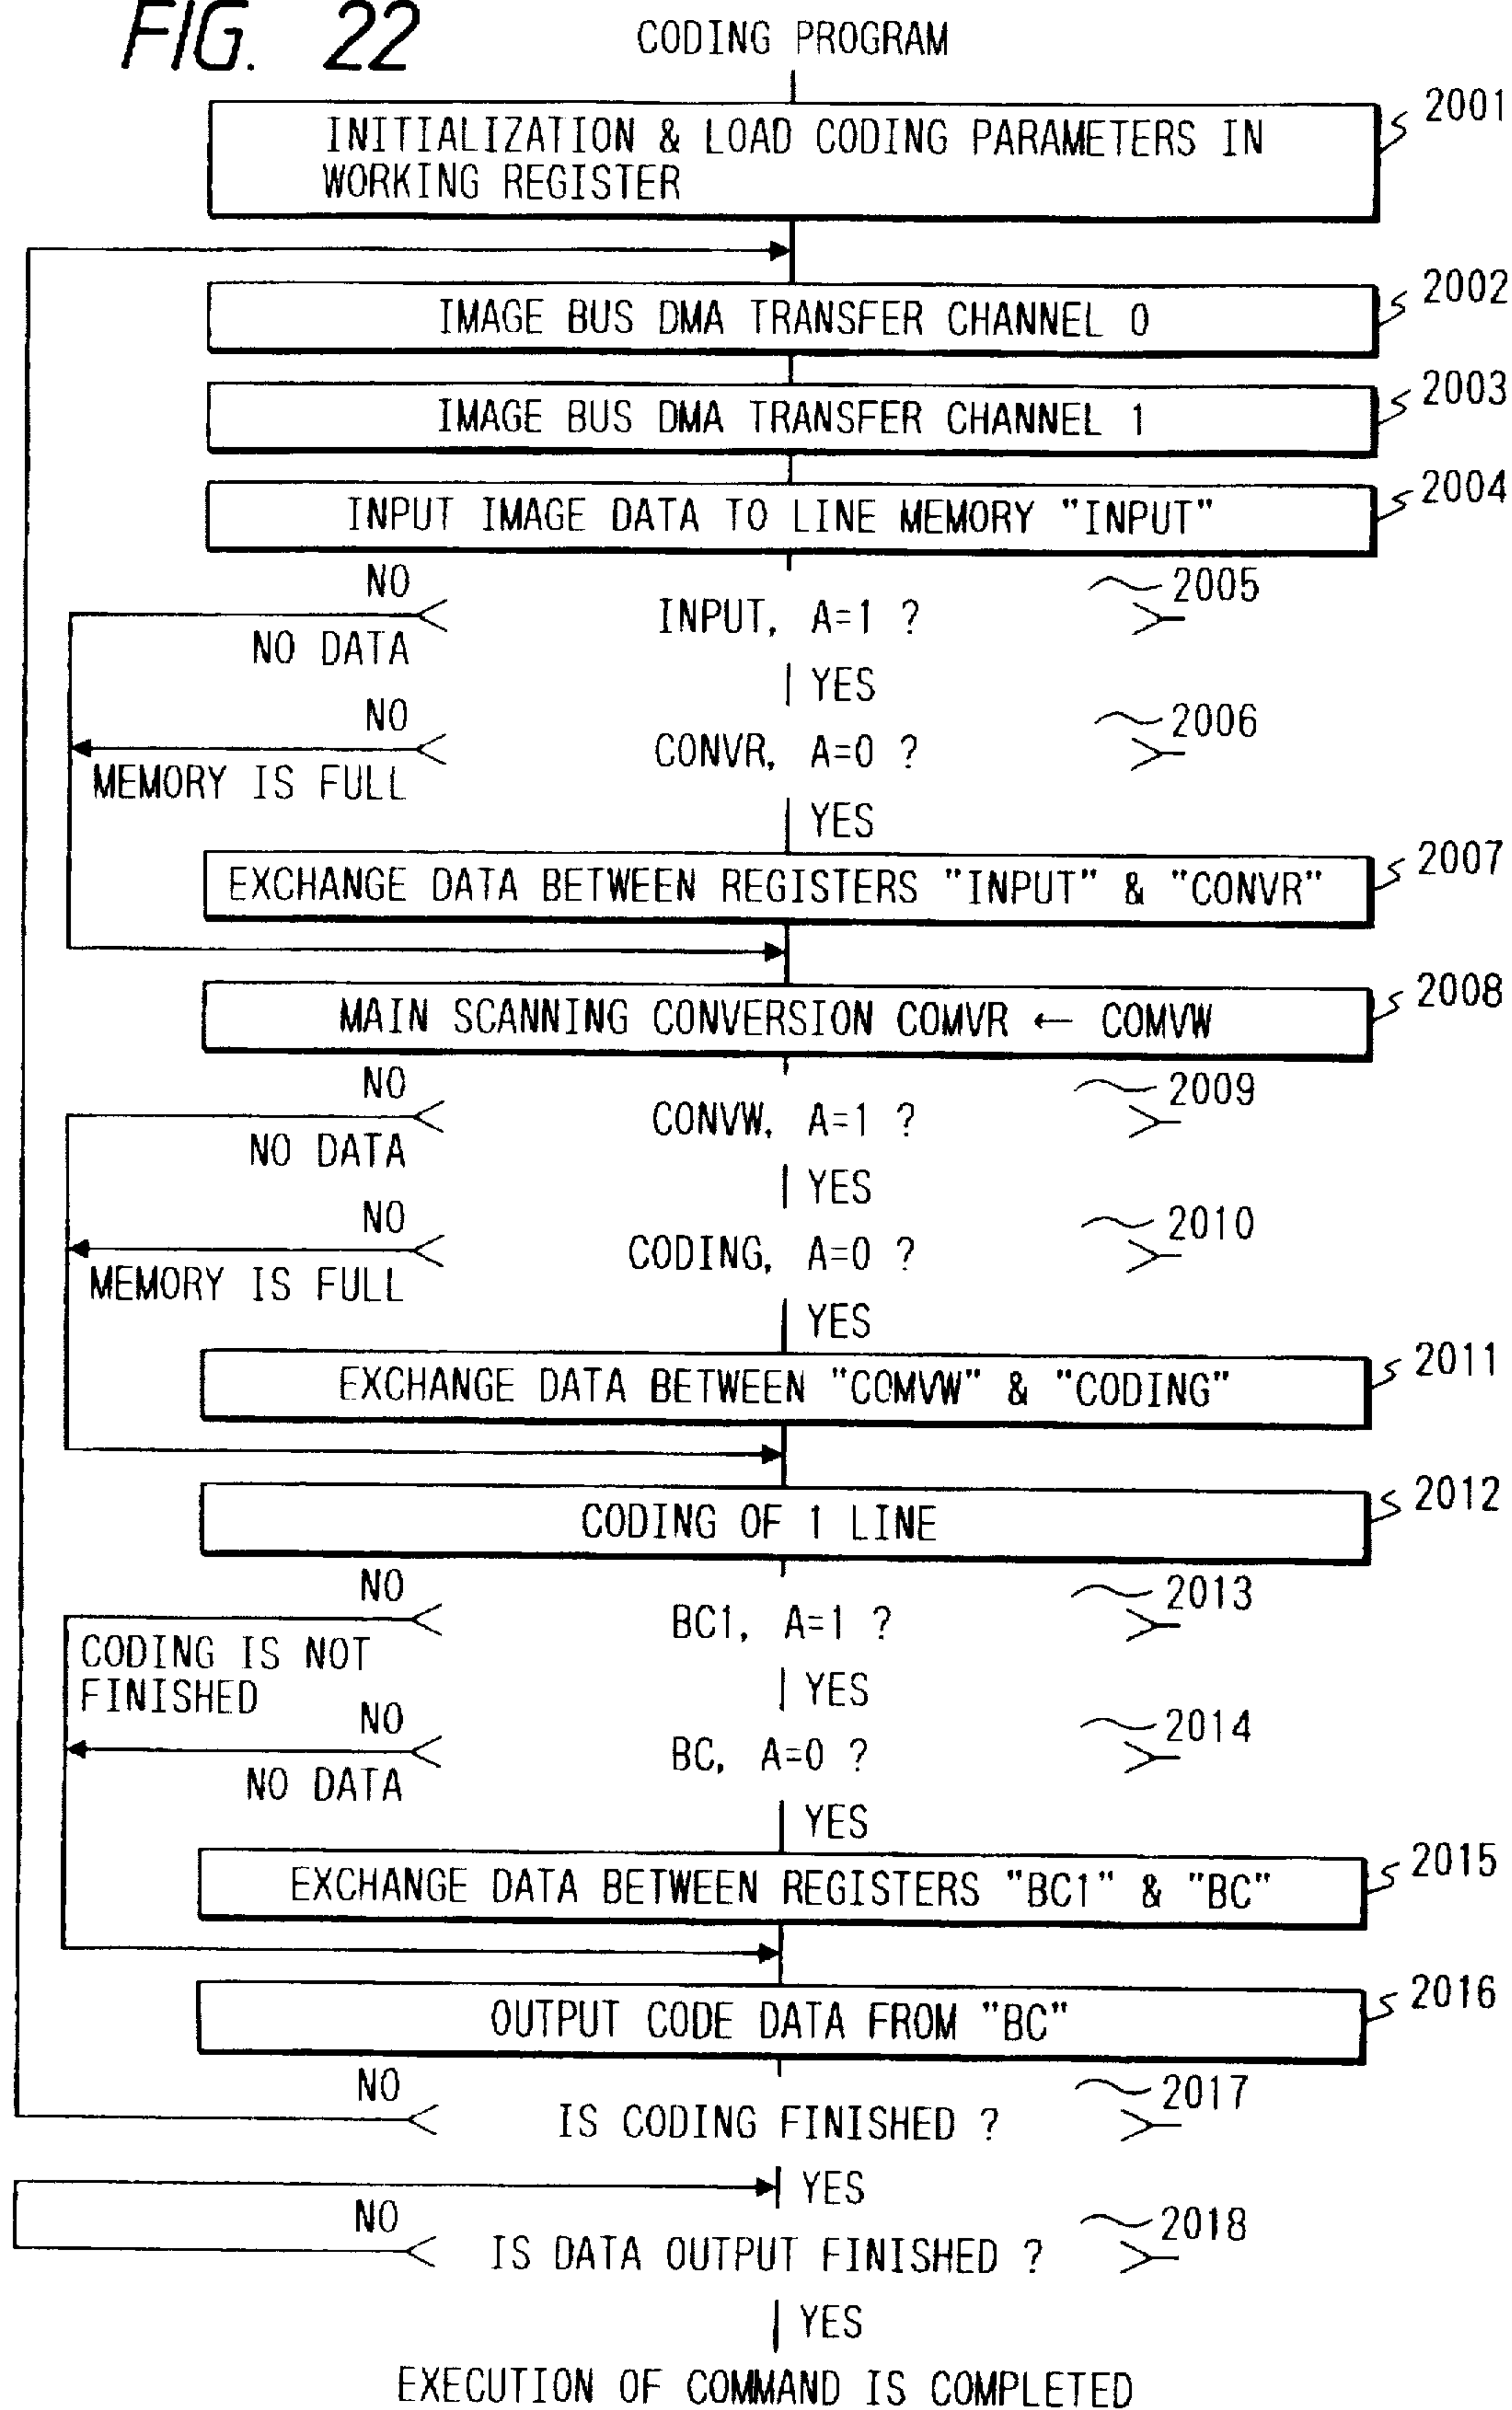 FIG. 22
CODING PROGRAM
INITIALIZATION & LOAD CODING PARAMETERS IN
WORKING REGISTER
2001
IMAGE BUS DMA TRANSFER CHANNEL 0
2002
IMAGE BUS DMA TRANSFER CHANNEL 1
2003
INPUT IMAGE DATA TO LINE MEMORY "INPUT"
2004
NO
NO DATA
INPUT, A=1 ?
2005
YES
NO
MEMORY IS FULL
CONVR, A=0 ?
2006
YES
EXCHANGE DATA BETWEEN REGISTERS "INPUT" & "CONVR"
2007
MAIN SCANNING CONVERSION COMVR ← COMVW
2008
NO
NO DATA
CONVW, A=1 ?
2009
YES
NO
MEMORY IS FULL
CODING, A=0 ?
2010
YES
EXCHANGE DATA BETWEEN "COMVW" & "CODING"
2011
CODING OF 1 LINE
2012
NO
CODING IS NOT
FINISHED
BC1, A=1 ?
2013
YES
NO
NO DATA
BC, A=0 ?
2014
YES
EXCHANGE DATA BETWEEN REGISTERS "BC1" & "BC"
2015
OUTPUT CODE DATA FROM "BC"
2016
NO
IS CODING FINISHED ?
2017
YES
NO
IS DATA OUTPUT FINISHED ?
2018
YES
EXECUTION OF COMMAND IS COMPLETED